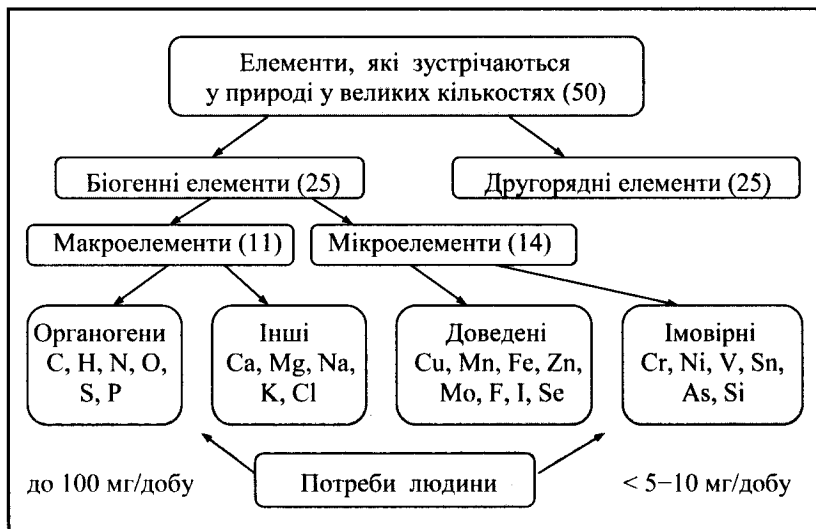 Елементи, які зустрічаються
у природі у великих кількостях (50)
Біогенні елементи (25)
Другорядні елементи (25)
Макроелементи (11)
Мікроелементи (14)
Органогени
C, H, N, O,
S, P
Інші
Ca, Mg, Na,
K, Cl
Доведені
Cu, Mn, Fe, Zn,
Mo, F, I, Se
Імовірні
Cr, Ni, V, Sn,
As, Si
до 100 мг/добу
Потреби людини
< 5–10 мг/добу